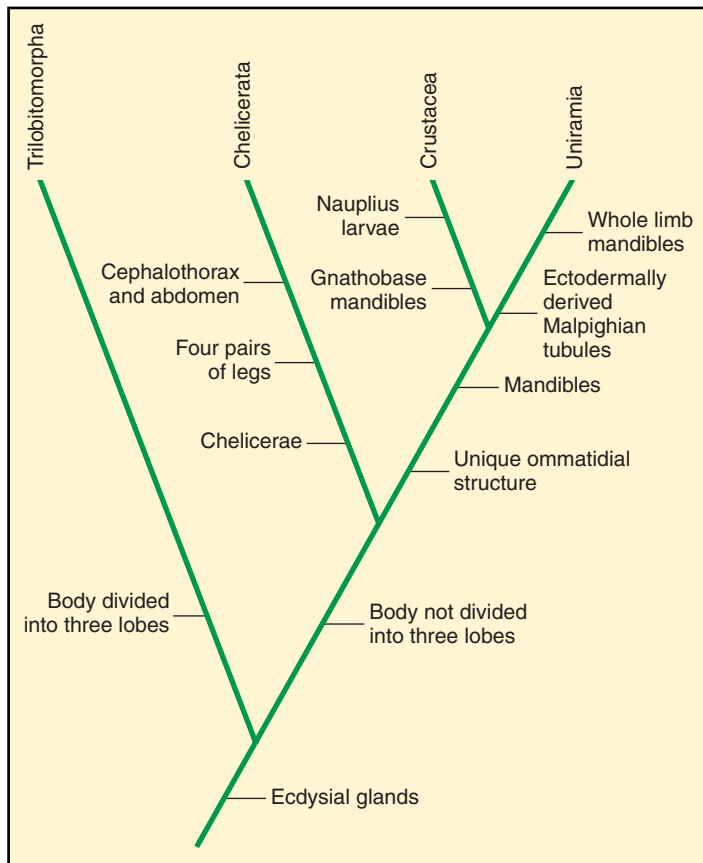 Trilobitomorpha
Chelicerata
Crustacea
Uniramia
Nauplius
larvae
Whole limb
mandibles
Cephalothorax
and abdomen
Gnathobase
mandibles
Ectodermally
derived
Malpighian
tubules
Four pairs
of legs
Mandibles
Chelicerae
Unique ommatidial
structure
Body divided
into three lobes
Body not divided
into three lobes
Ecdysial glands